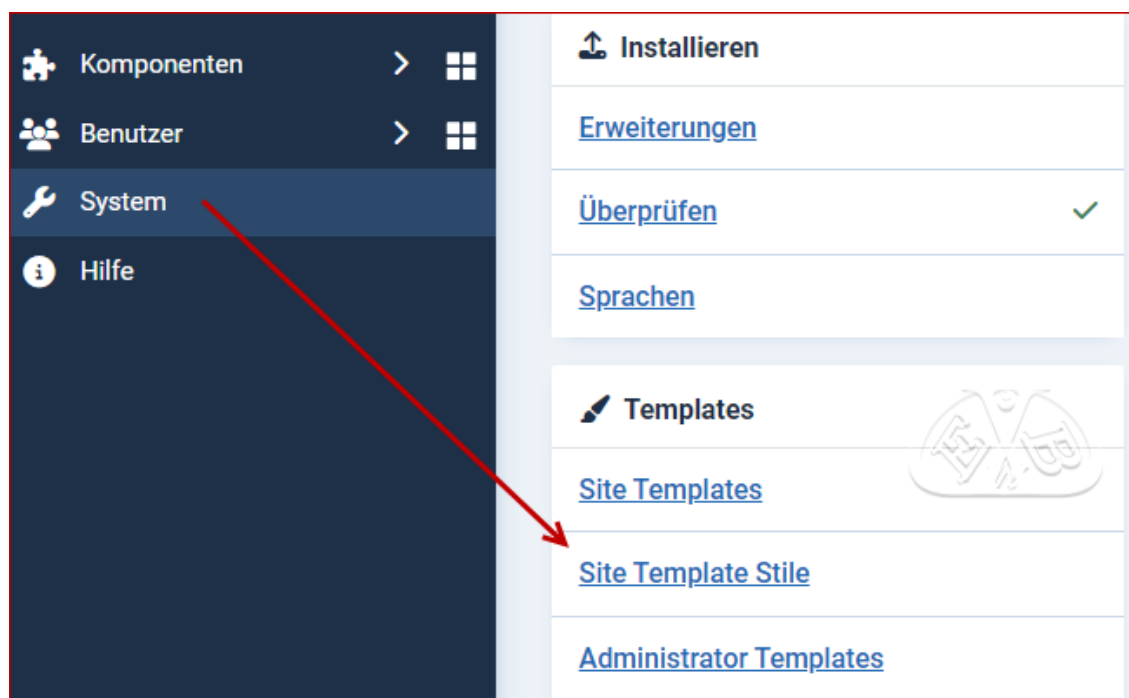 Komponenten
Benutzer
System
Hilfe
Installieren
Erweiterungen
Überprüfen
Sprachen
Templates
Site Templates
Site Template Stile
Administrator Templates